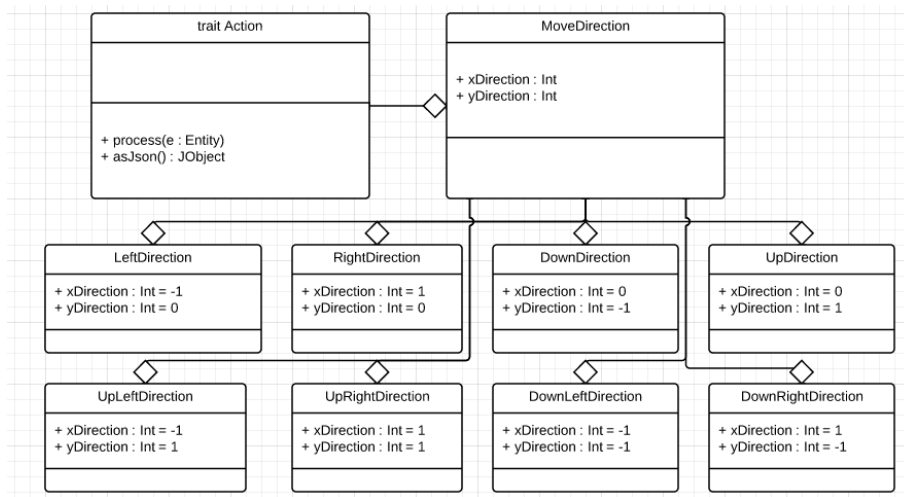 trait Action
+ process(e : Entity)
+ asJson() : JObject
MoveDirection
+ xDirection : Int
+ yDirection : Int
LeftDirection
+ xDirection : Int = -1
+ yDirection : Int = 0
RightDirection
+ xDirection : Int = 1
+ yDirection : Int = 0
DownDirection
+ xDirection : Int = 0
+ yDirection : Int = -1
UpDirection
+ xDirection : Int = 0
+ yDirection : Int = 1
UpLeftDirection
+ xDirection : Int = -1
+ yDirection : Int = 1
UpRightDirection
+ xDirection : Int = 1
+ yDirection : Int = 1
DownLeftDirection
+ xDirection : Int = -1
+ yDirection : Int = -1
DownRightDirection
+ xDirection : Int = 1
+ yDirection : Int = -1